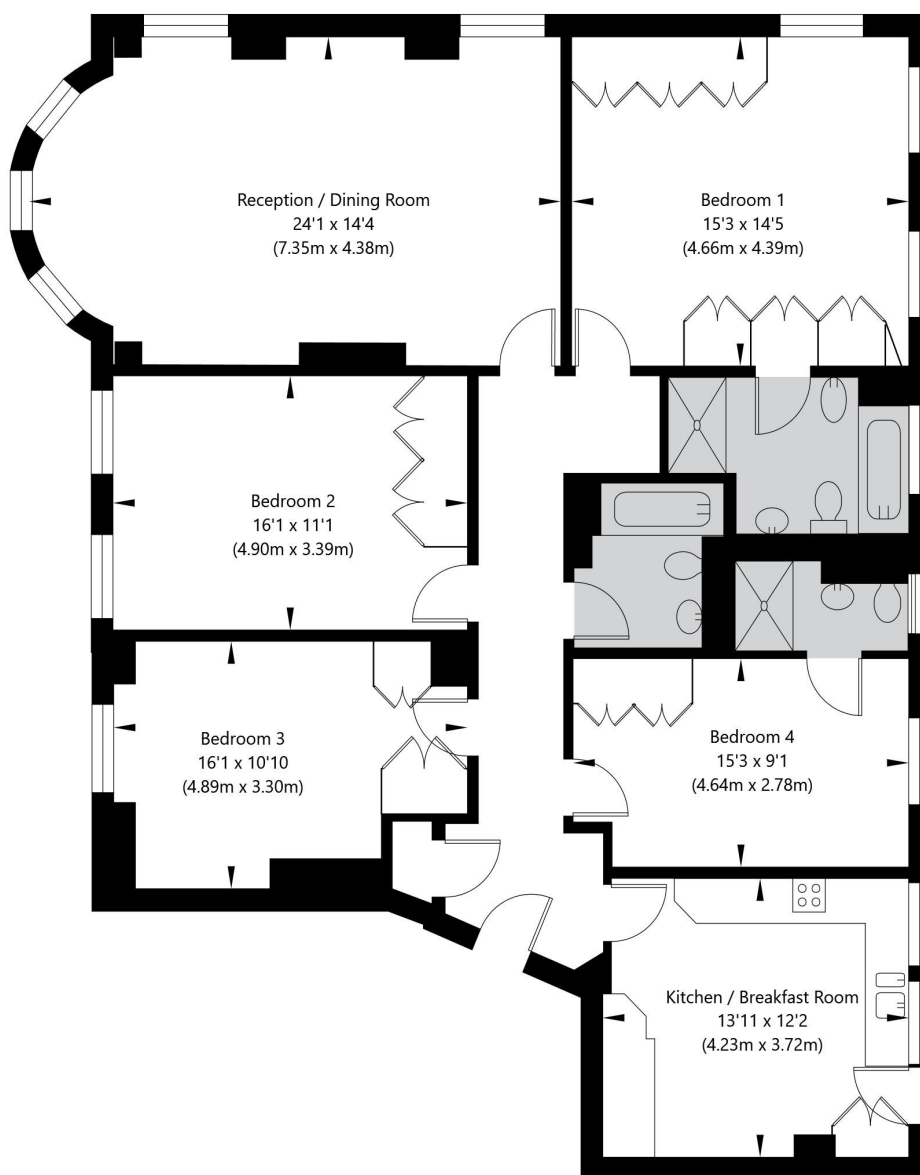 Reception / Dining Room
24'1 x 14'4
(7.35m x 4.38m)
Bedroom 1
15'3 x 14'5
(4.66m x 4.39m)
Bedroom 2
16'1 x 11'1
(4.90m x 3.39m)
Bedroom 3
16'1 x 10'10
(4.89m x 3.30m)
Bedroom 4
15'3 x 9'1
(4.64m x 2.78m)
Kitchen / Breakfast Room
13'11 x 12'2
(4.23m x 3.72m)